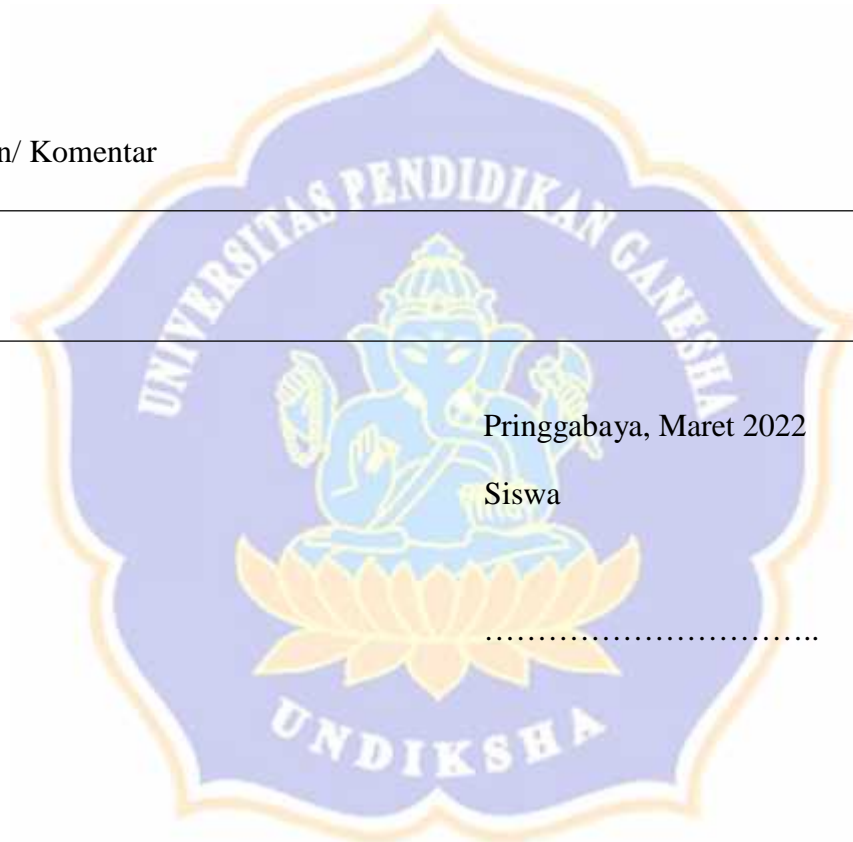 n/ Komentar
UNIVERSITAS PENDIDIKAN GANESHA
Pringgabaya, Maret 2022
Siswa
……………………………..
UNDIKSHA